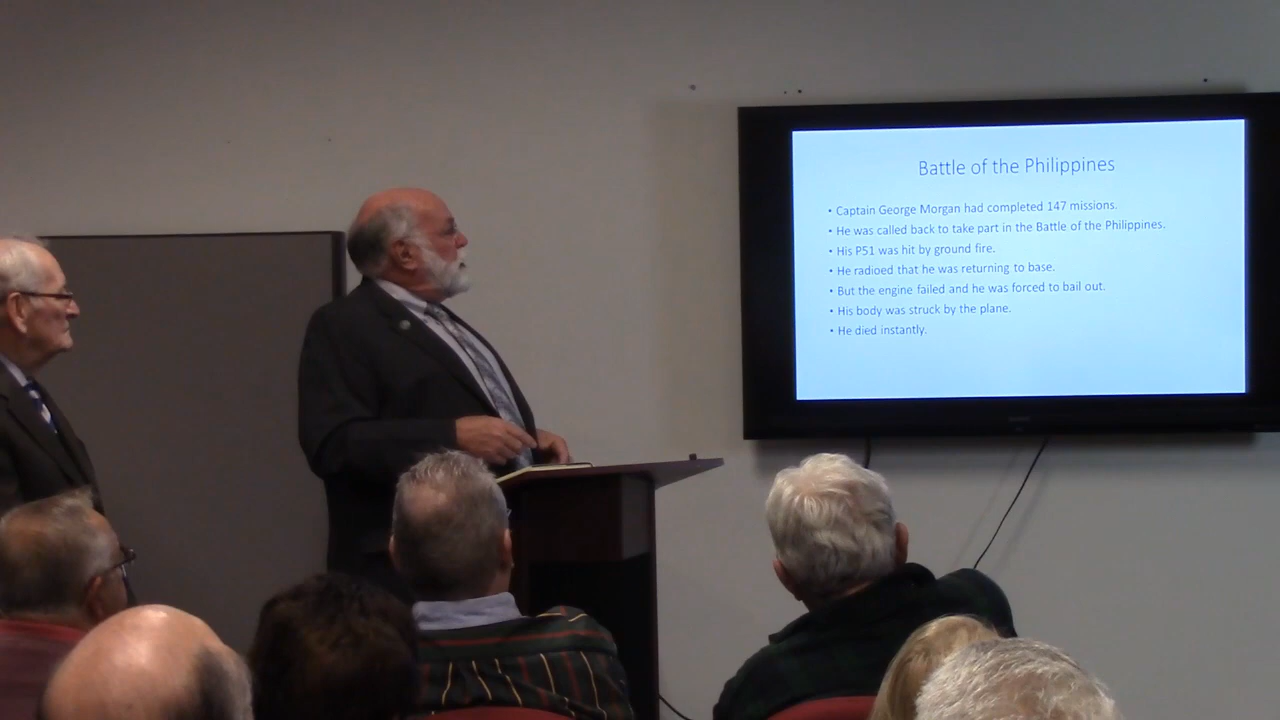 Battle of the Philippines
• Captain George Morgan had completed 147 missions.
• He was called back to take part in the Battle of the Philippines.
• His P51 was hit by ground fire.
• He radioed that he was returning to base.
• But the engine failed and he was forced to bail out.
• His body was struck by the plane.
• He died instantly.